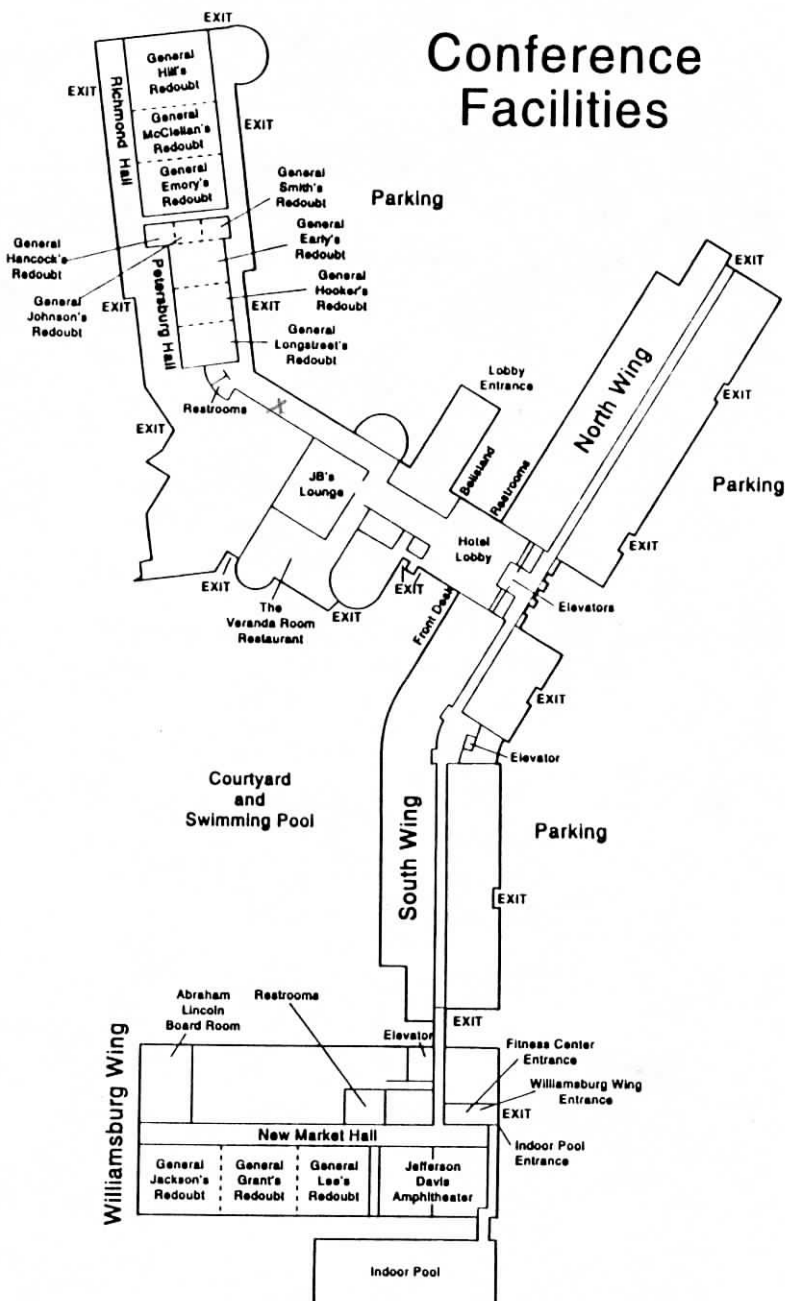 Conference
Facilities
EXIT
General
Hill's
Redoubt
EXIT
Richmond Hall
EXIT
General
McClellan's
Redoubt
General
Emory's
Redoubt
General
Smith's
Redoubt
Parking
General
Hancock's
Redoubt
General
Early's
Redoubt
General
Johnson's
Redoubt
EXIT
Petersburg Hall
EXIT
General
Hooker's
Redoubt
General
Longstreet's
Redoubt
Restrooms
X
EXIT
Lobby
Entrance
EXIT
North Wing
EXIT
Bellstand
Restrooms
Parking
JB's
Lounge
Hotel
Lobby
EXIT
EXIT
The
Veranda Room
Restaurant
EXIT
EXIT
Front Desk
Elevators
EXIT
Elevator
Courtyard
and
Swimming Pool
South Wing
Parking
EXIT
Abraham
Lincoln
Board Room
Restrooms
Elevator
EXIT
Fitness Center
Entrance
Williamsburg Wing
Entrance
EXIT
Williamsburg Wing
New Market Hall
Indoor Pool
Entrance
General
Jackson's
Redoubt
General
Grant's
Redoubt
General
Lee's
Redoubt
Jefferson
Davis
Amphitheater
Indoor Pool